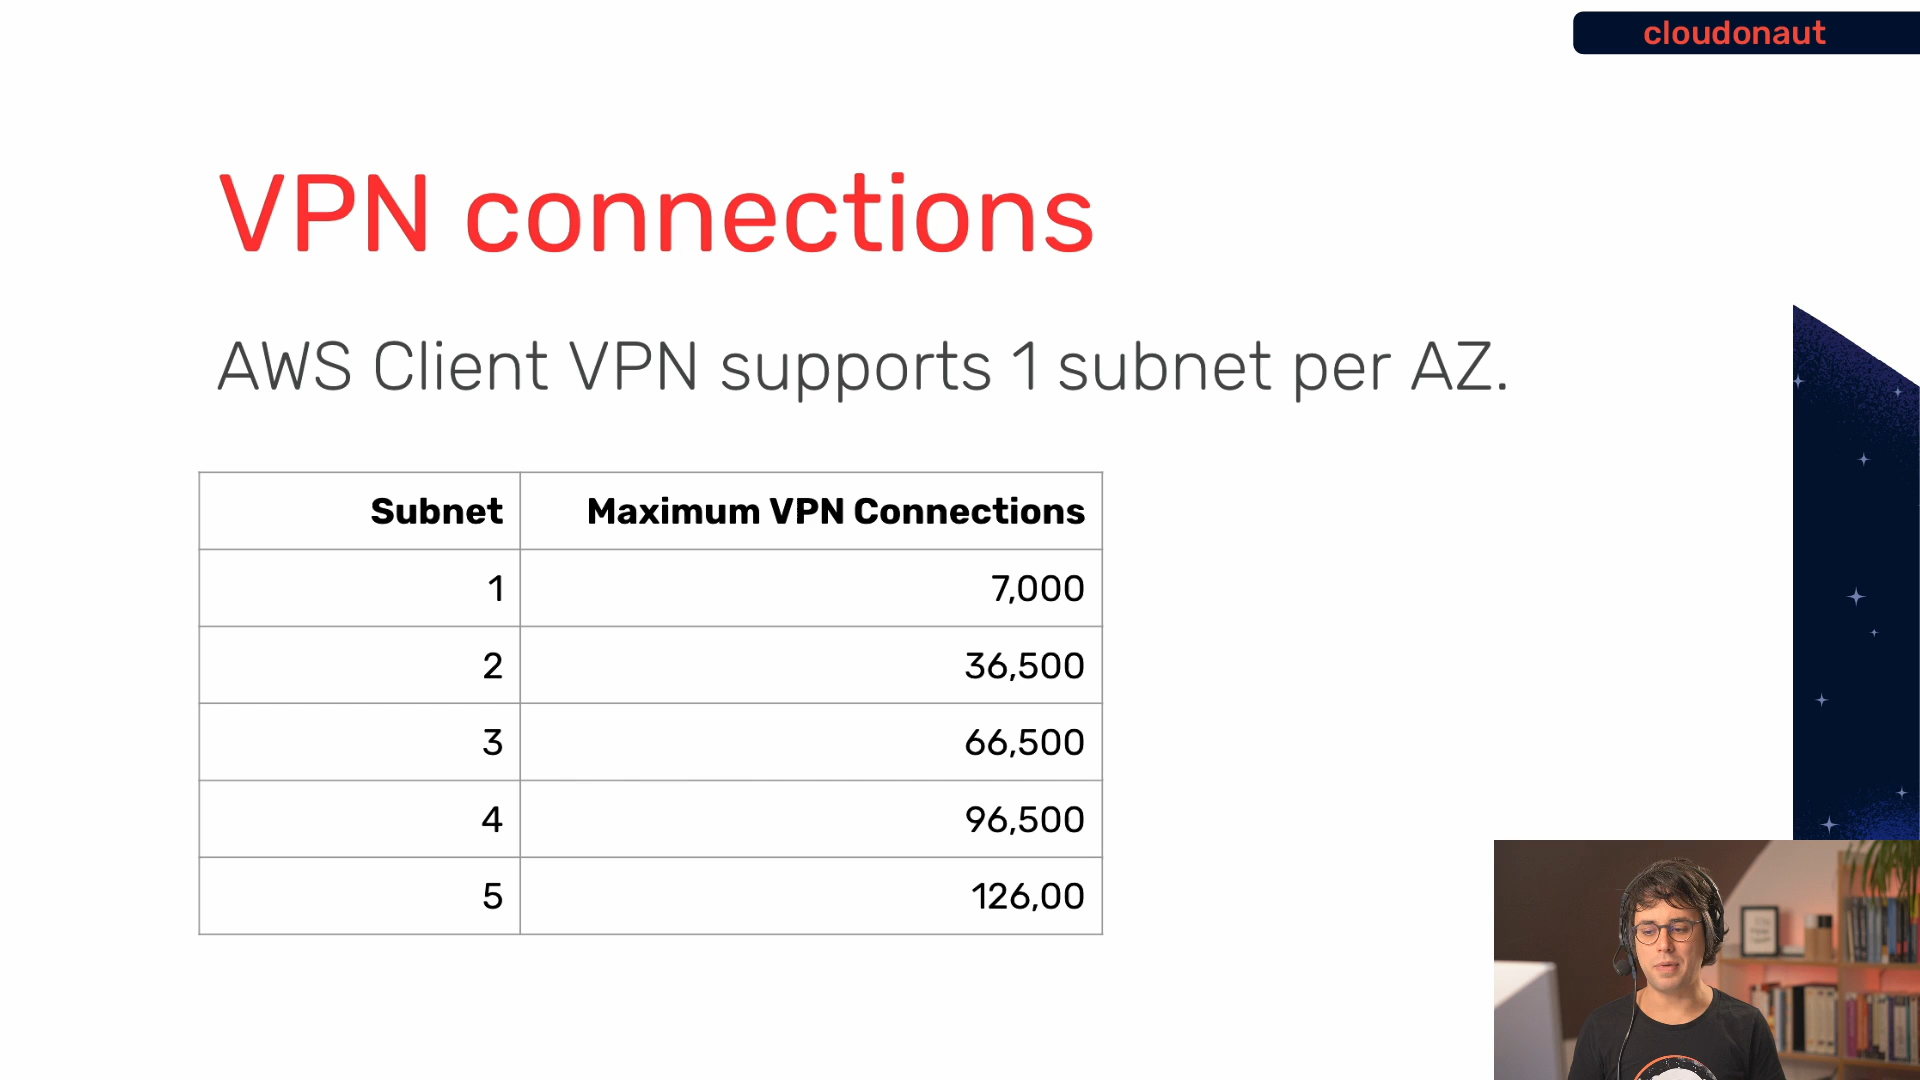 cloudonaut
VPN connections
AWS Client VPN supports 1 subnet per AZ.
Subnet Maximum VPN Connections
1 7,000
2 36,500
3 66,500
4 96,500
5 126,00